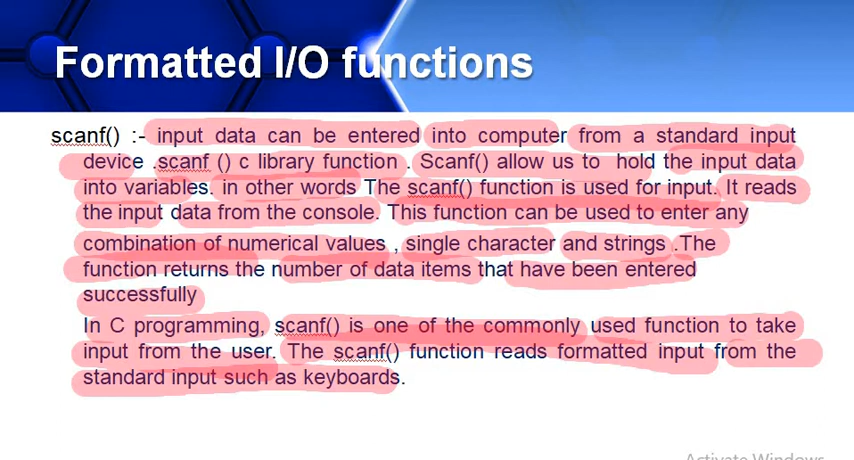 Formatted I/O functions
scanf() :- input data can be entered into computer from a standard input
device .scanf () c library function . Scanf() allow us to hold the input data
into variables. in other words The scanf() function is used for input. It reads
the input data from the console. This function can be used to enter any
combination of numerical values , single character and strings .The
function returns the number of data items that have been entered
successfully
In C programming, scanf() is one of the commonly used function to take
input from the user. The scanf() function reads formatted input from the
standard input such as keyboards.
Activate Windows